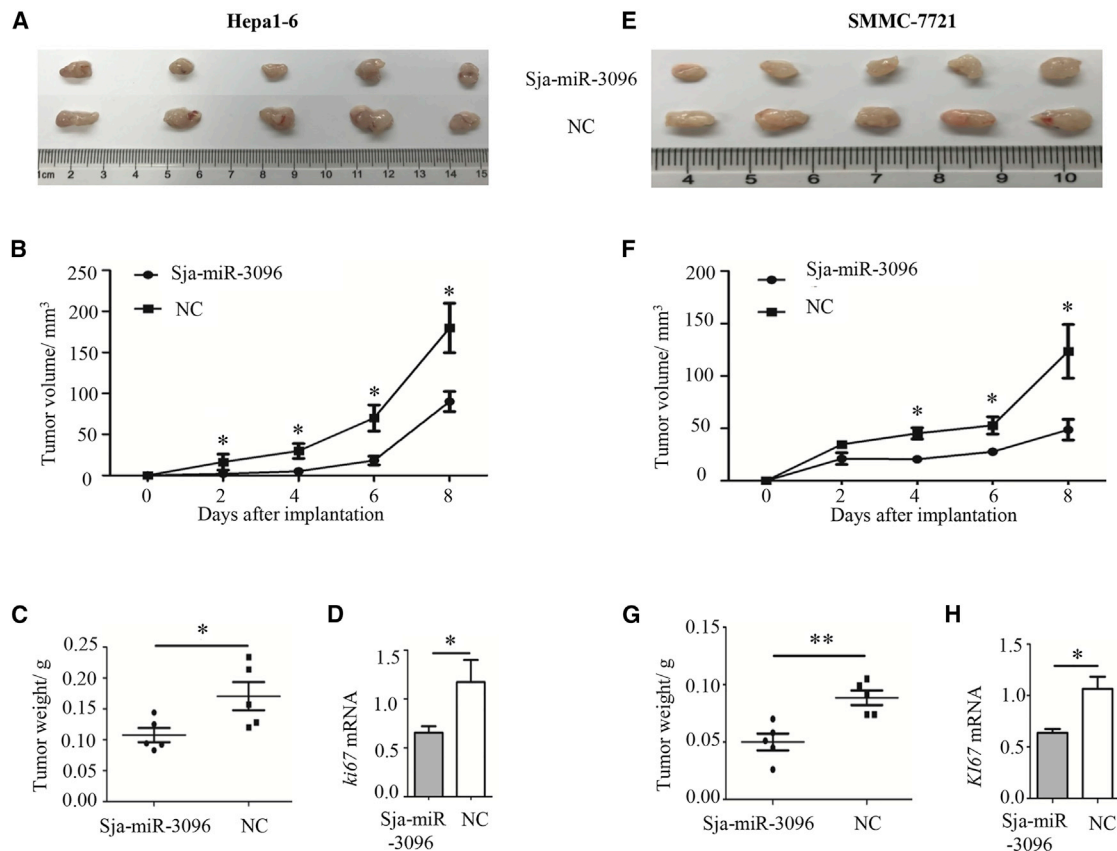 A
Hepa1-6
E
SMMC-7721
Sja-miR-3096
NC
1cm 2 3 4 5 6 7 8 9 10 11 12 13 14 15
4 5 6 7 8 9 10
B
Sja-miR-3096
NC
Tumor volume/ mm³
250
200
150
100
50
0
*
*
*
*
0 2 4 6 8
Days after implantation
F
Sja-miR-3096
NC
Tumor volume/ mm³
200
150
100
50
0
*
*
*
0 2 4 6 8
Days after implantation
C
Tumor weight/ g
0.25
0.20
0.15
0.10
0.05
0.00
*
Sja-miR-3096 NC
D
ki67 mRNA
1.5
1.0
0.5
0.0
*
Sja-miR NC
-3096
G
Tumor weight/ g
0.15
0.10
0.05
0.00
**
Sja-miR-3096 NC
H
KI67 mRNA
1.5
1.0
0.5
0.0
*
Sja-miR NC
-3096